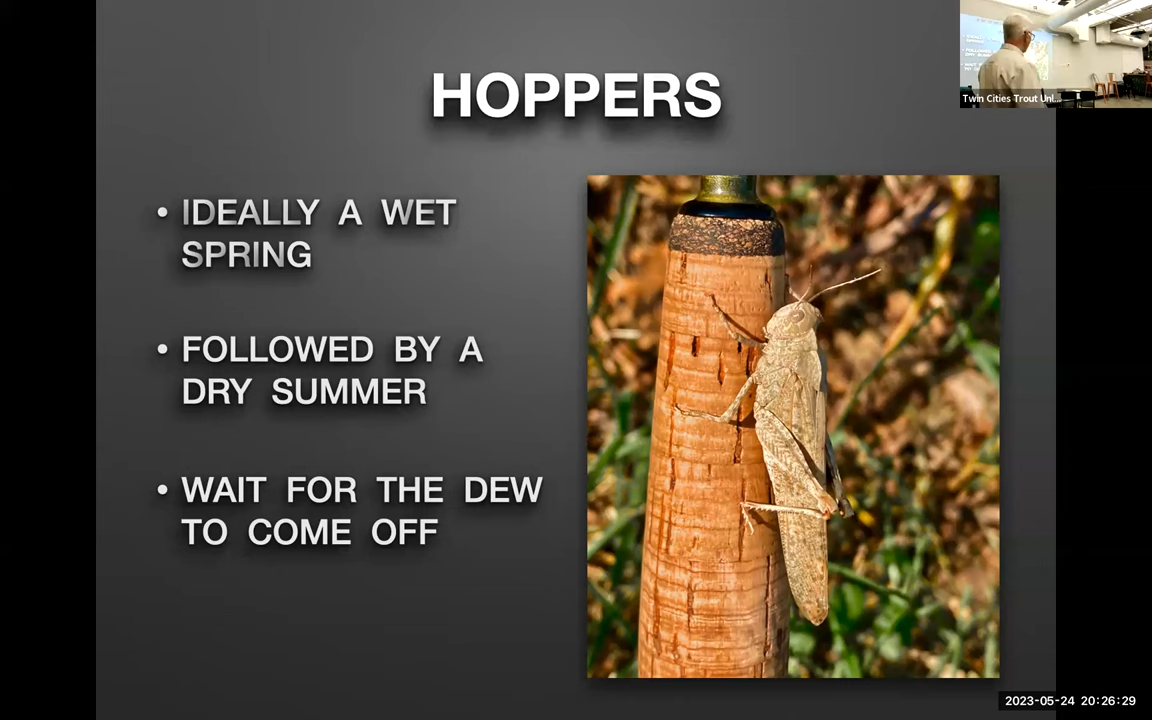 HOPPERS
• IDEALLY A WET
SPRING
• FOLLOWED BY A
DRY SUMMER
• WAIT FOR THE DEW
TO COME OFF
Twin Cities Trout Unl...
2023-05-24 20:26:29